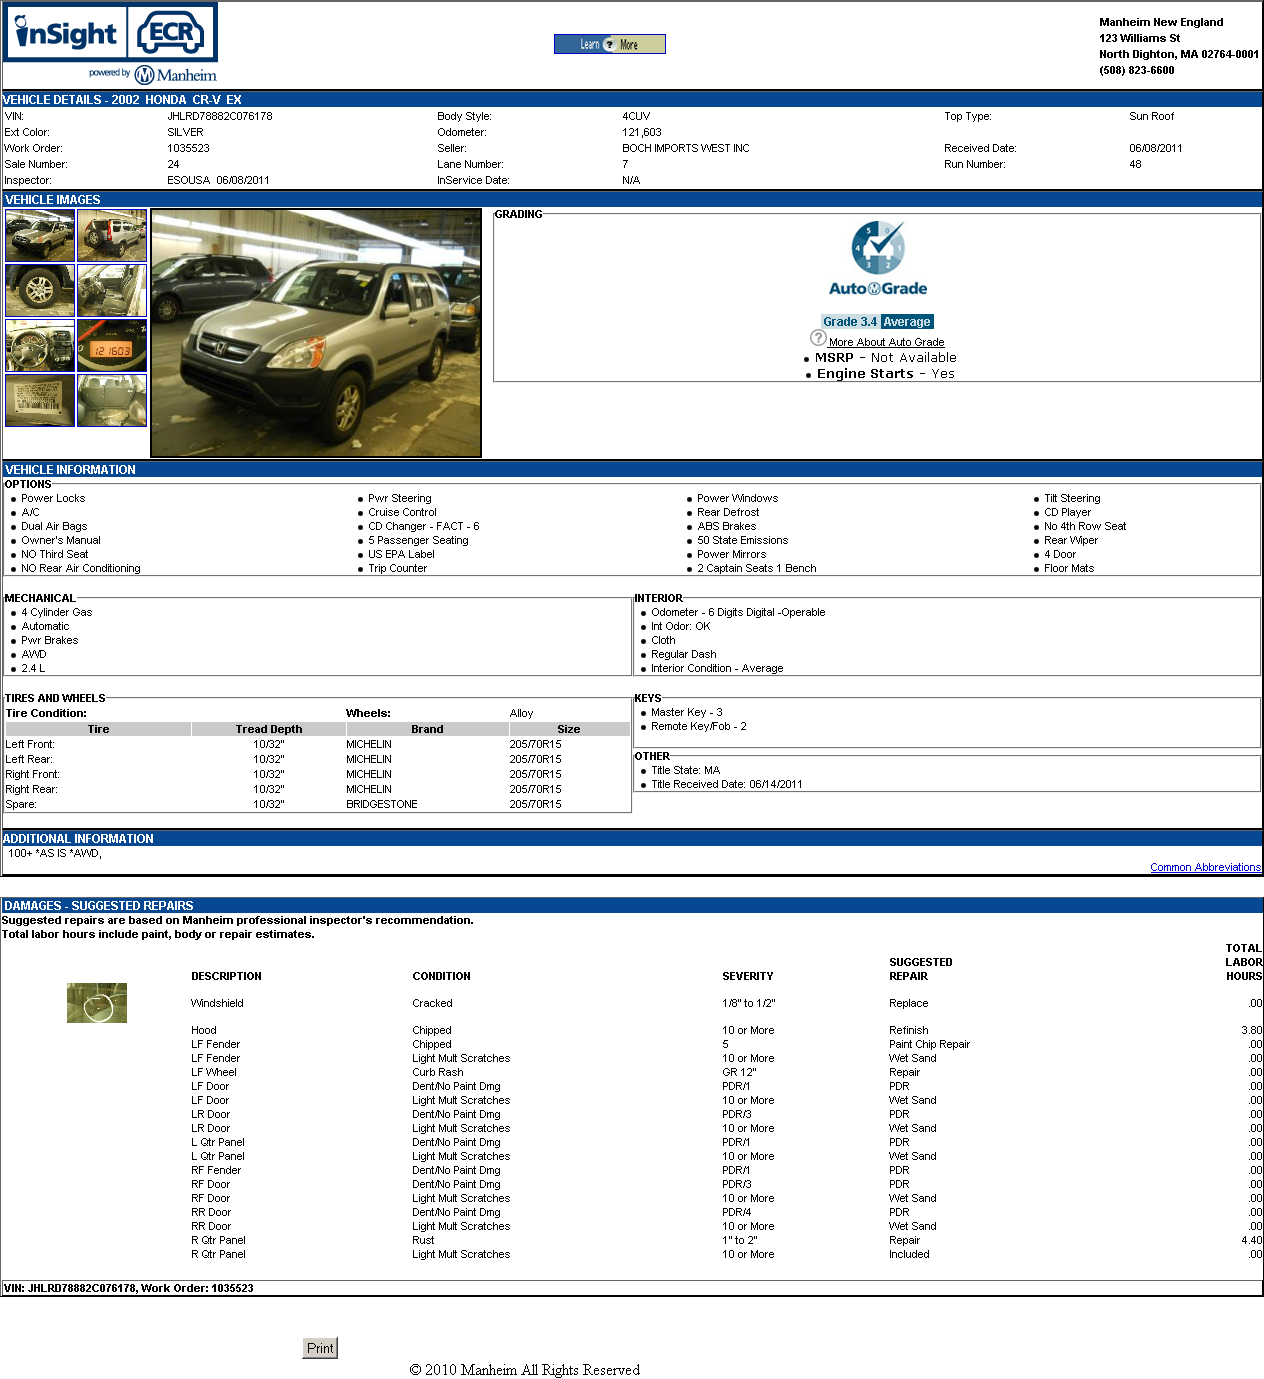 inSight ECR
powered by Manheim
Learn ? More
Manheim New England
123 Williams St
North Dighton, MA 02764-0001
(508) 823-6600
VEHICLE DETAILS - 2002 HONDA CR-V EX
VIN: JHLRD78882C076178 Body Style: 4CUV Top Type: Sun Roof
Ext Color: SILVER Odometer: 121,603
Work Order: 1035523 Seller: BOCH IMPORTS WEST INC Received Date: 06/08/2011
Sale Number: 24 Lane Number: 7 Run Number: 48
Inspector: ESOUSA 06/08/2011 InService Date: N/A
VEHICLE IMAGES
121603
GRADING
5 0 4 1 3 2
AutoGrade
Grade 3.4 Average
? More About Auto Grade
• MSRP - Not Available
• Engine Starts - Yes
VEHICLE INFORMATION
OPTIONS
• Power Locks • Pwr Steering • Power Windows • Tilt Steering
• A/C • Cruise Control • Rear Defrost • CD Player
• Dual Air Bags • CD Changer - FACT - 6 • ABS Brakes • No 4th Row Seat
• Owner's Manual • 5 Passenger Seating • 50 State Emissions • Rear Wiper
• NO Third Seat • US EPA Label • Power Mirrors • 4 Door
• NO Rear Air Conditioning • Trip Counter • 2 Captain Seats 1 Bench • Floor Mats
MECHANICAL
• 4 Cylinder Gas
• Automatic
• Pwr Brakes
• AWD
• 2.4 L
INTERIOR
• Odometer - 6 Digits Digital -Operable
• Int Odor: OK
• Cloth
• Regular Dash
• Interior Condition - Average
TIRES AND WHEELS
Tire Condition: Wheels: Alloy
Tire Tread Depth Brand Size
Left Front: 10/32" MICHELIN 205/70R15
Left Rear: 10/32" MICHELIN 205/70R15
Right Front: 10/32" MICHELIN 205/70R15
Right Rear: 10/32" MICHELIN 205/70R15
Spare: 10/32" BRIDGESTONE 205/70R15
KEYS
• Master Key - 3
• Remote Key/Fob - 2
OTHER
• Title State: MA
• Title Received Date: 06/14/2011
ADDITIONAL INFORMATION
100+ *AS IS *AWD,
Common Abbreviations
DAMAGES - SUGGESTED REPAIRS
Suggested repairs are based on Manheim professional inspector's recommendation.
Total labor hours include paint, body or repair estimates.
DESCRIPTION CONDITION SEVERITY SUGGESTED REPAIR TOTAL LABOR HOURS
Windshield Cracked 1/8" to 1/2" Replace .00
Hood Chipped 10 or More Refinish 3.80
LF Fender Chipped 5 Paint Chip Repair .00
LF Fender Light Mult Scratches 10 or More Wet Sand .00
LF Wheel Curb Rash GR 12" Repair .00
LF Door Dent/No Paint Dmg PDR/1 PDR .00
LF Door Light Mult Scratches 10 or More Wet Sand .00
LR Door Dent/No Paint Dmg PDR/3 PDR .00
LR Door Light Mult Scratches 10 or More Wet Sand .00
L Qtr Panel Dent/No Paint Dmg PDR/1 PDR .00
L Qtr Panel Light Mult Scratches 10 or More Wet Sand .00
RF Fender Dent/No Paint Dmg PDR/1 PDR .00
RF Door Dent/No Paint Dmg PDR/3 PDR .00
RF Door Light Mult Scratches 10 or More Wet Sand .00
RR Door Dent/No Paint Dmg PDR/4 PDR .00
RR Door Light Mult Scratches 10 or More Wet Sand .00
R Qtr Panel Rust 1" to 2" Repair 4.40
R Qtr Panel Light Mult Scratches 10 or More Included .00
VIN: JHLRD78882C076178, Work Order: 1035523
Print
© 2010 Manheim All Rights Reserved